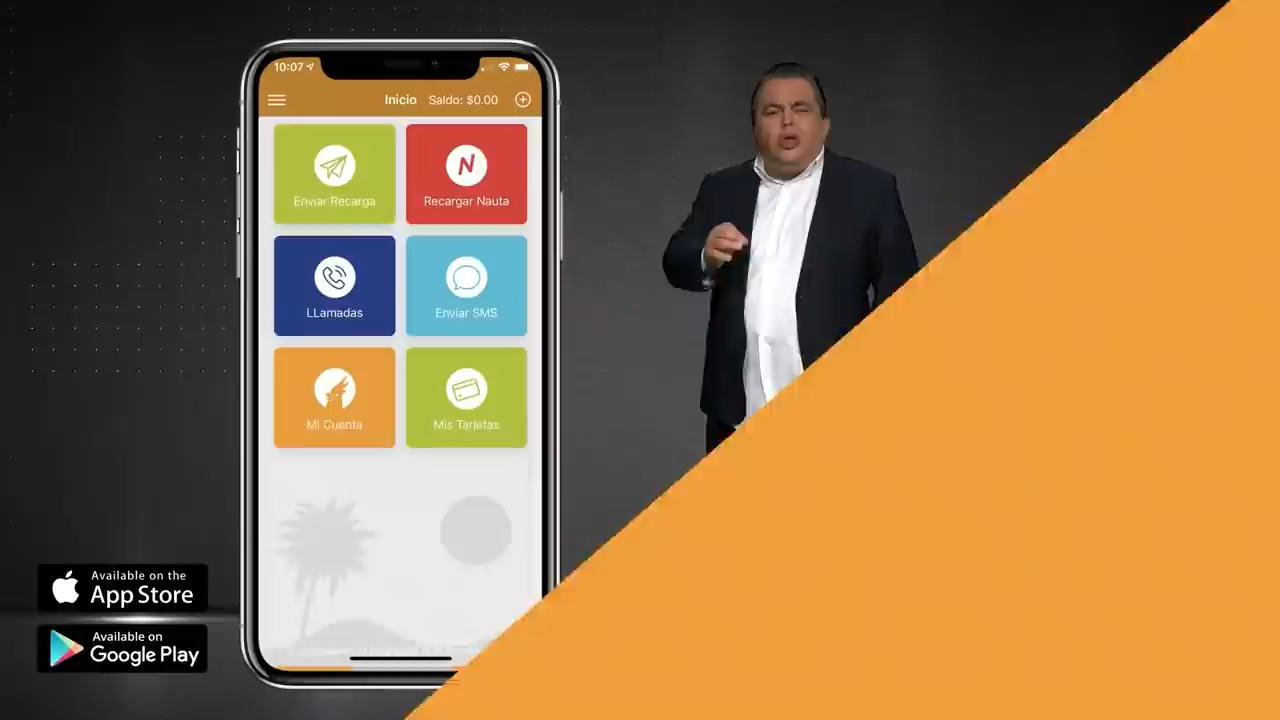 10:07
Inicio Saldo: $0.00
Enviar Recarga
N
Recargar Nauta
LLamadas
Enviar SMS
Mi Cuenta
Mis Tarjetas
Available on the
App Store
Available on
Google Play